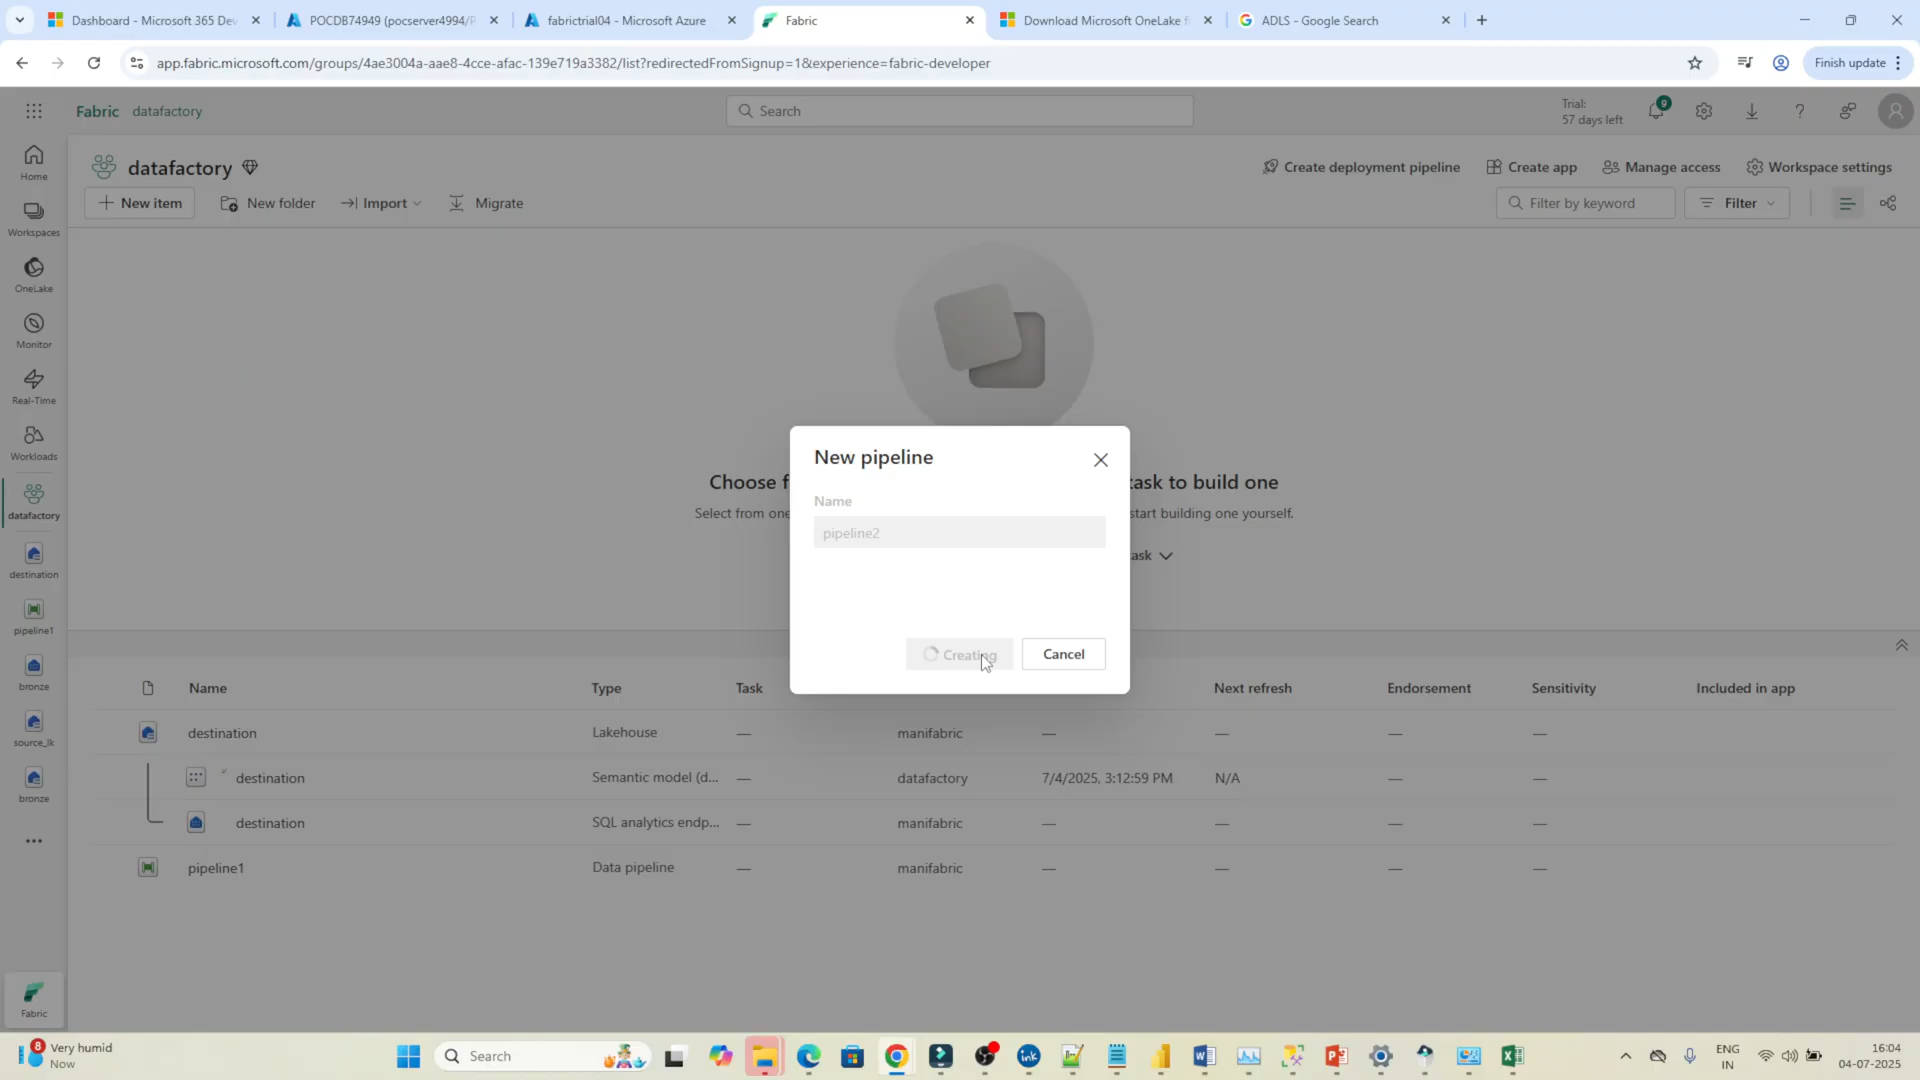 Dashboard - Microsoft 365 Dev
POCDB74949 (pocserver4994/P
fabrictrial04 - Microsoft Azure
Fabric
Download Microsoft OneLake f
ADLS - Google Search
app.fabric.microsoft.com/groups/4ae3004a-aae8-4cce-afac-139e719a3382/list?redirectedFromSignup=1&experience=fabric-developer
Finish update
Fabric datafactory
Search
Trial:
57 days left
9
Home
Workspaces
OneLake
Monitor
Real-Time
Workloads
datafactory
destination
pipeline1
bronze
source_lk
bronze
Fabric
datafactory
Create deployment pipeline
Create app
Manage access
Workspace settings
New item
New folder
Import
Migrate
Filter by keyword
Filter
Choose f
task to build one
Select from one
start building one yourself.
ask
New pipeline
Name
pipeline2
Creating
Cancel
Name Type Task Next refresh Endorsement Sensitivity Included in app
destination Lakehouse — manifabric — — — —
destination Semantic model (d... — datafactory 7/4/2025, 3:12:59 PM N/A — —
destination SQL analytics endp... — manifabric — — — —
pipeline1 Data pipeline — manifabric — — — —
8
Very humid
Now
Search
ink
ENG
IN
16:04
04-07-2025